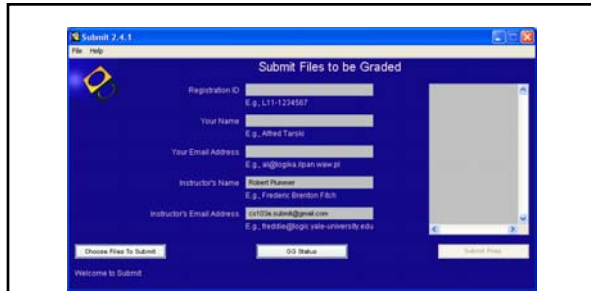 Submit 2.4.1
File Help
Submit Files to be Graded
Registration ID
E.g., L11-1234567
Your Name
E.g., Alfred Tarski
Your Email Address
E.g., al@logika.itpan.waw.pl
Instructor's Name Robert Plummer
E.g., Frederic Brenton Fitch
Instructor's Email Address cs103a.submit@gmail.com
E.g., freddie@logic.yale-university.edu
Choose Files To Submit GG Status Submit Files
Welcome to Submit